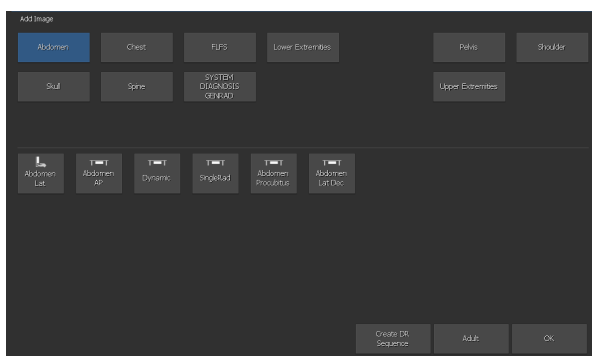 Add Image
Abdomen
Chest
FLFS
Lower Extremities
Pelvis
Shoulder
Skull
Spine
SYSTEM
DIAGNOSIS
GENRAD
Upper Extremities
Abdomen
Lat
Abdomen
AP
Dynamic
SingleRad
Abdomen
Procubitus
Abdomen
Lat Dec
Create DR
Sequence
Adult
OK